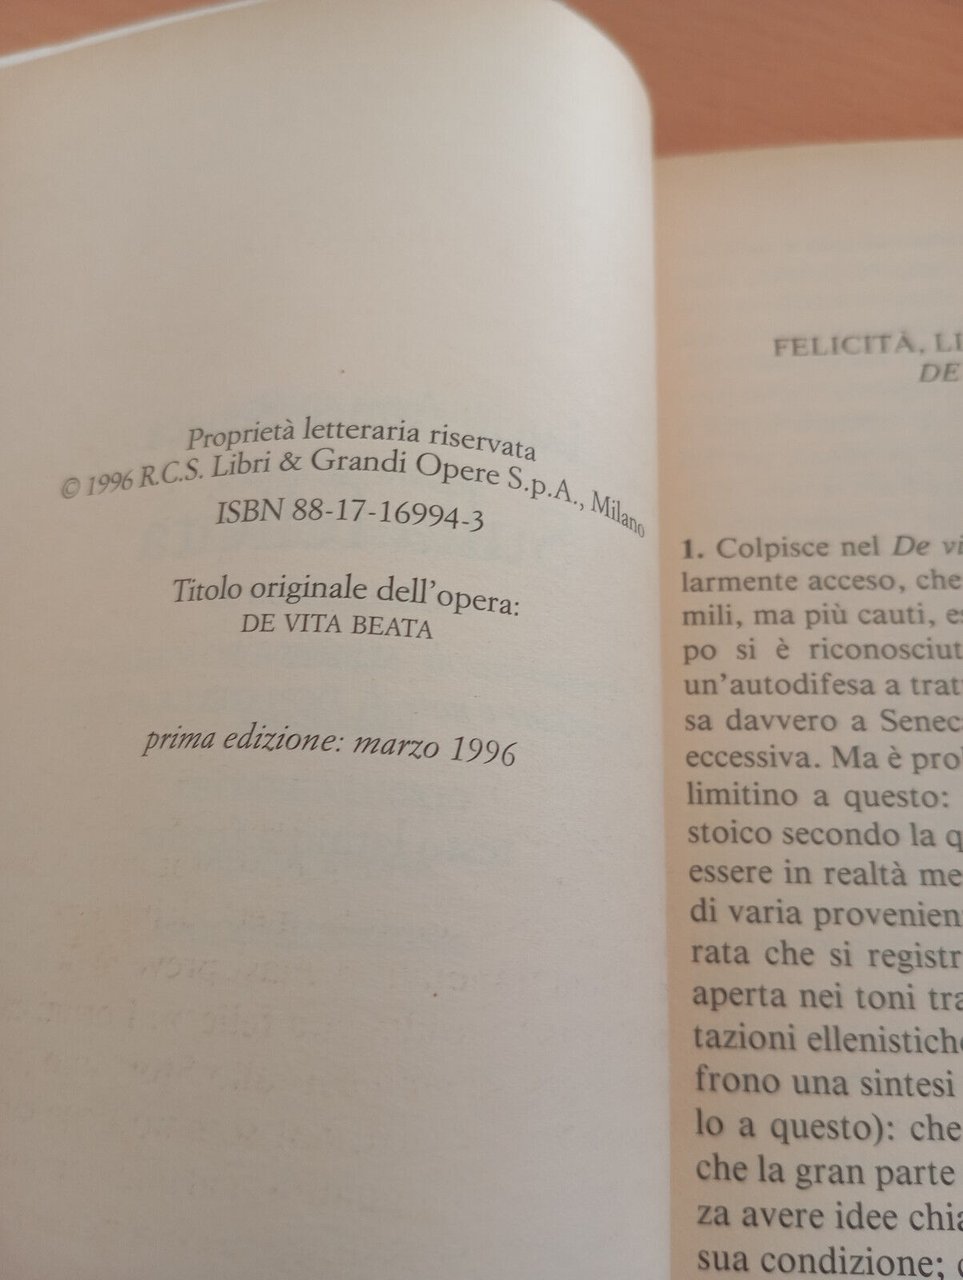 Proprietà letteraria riservata
© 1996 R.C.S. Libri & Grandi Opere S.p.A., Milano
ISBN 88-17-16994-3
Titolo originale dell'opera:
DE VITA BEATA
prima edizione: marzo 1996
FELICITÀ, LI
DE
1. Colpisce nel De vi
larmente acceso, che
mili, ma più cauti, es
po si è riconosciut
un'autodifesa a trat
sa davvero a Senec
eccessiva. Ma è pro
limitino a questo:
stoico secondo la q
essere in realtà me
di varia provenien
rata che si registr
aperta nei toni tra
tazioni ellenistich
frono una sintesi
lo a questo): che
che la gran parte
za avere idee chia
sua condizione;